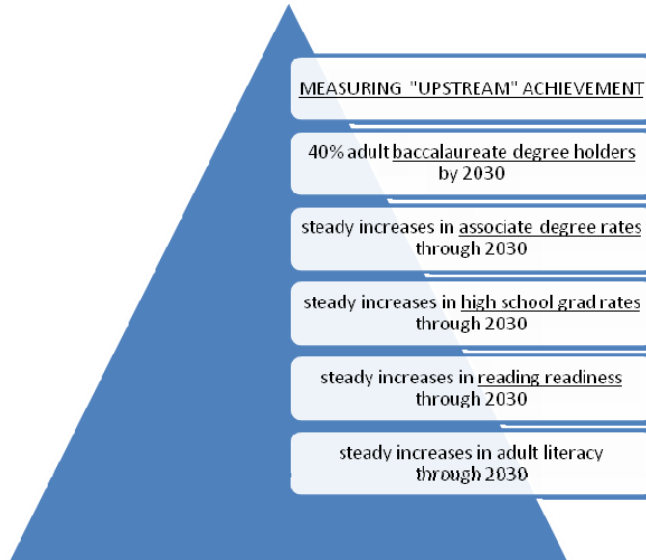 MEASURING "UPSTREAM" ACHIEVEMENT
40% adult baccalaureate degree holders
by 2030
steady increases in associate degree rates
through 2030
steady increases in high school grad rates
through 2030
steady increases in reading readiness
through 2030
steady increases in adult literacy
through 2030